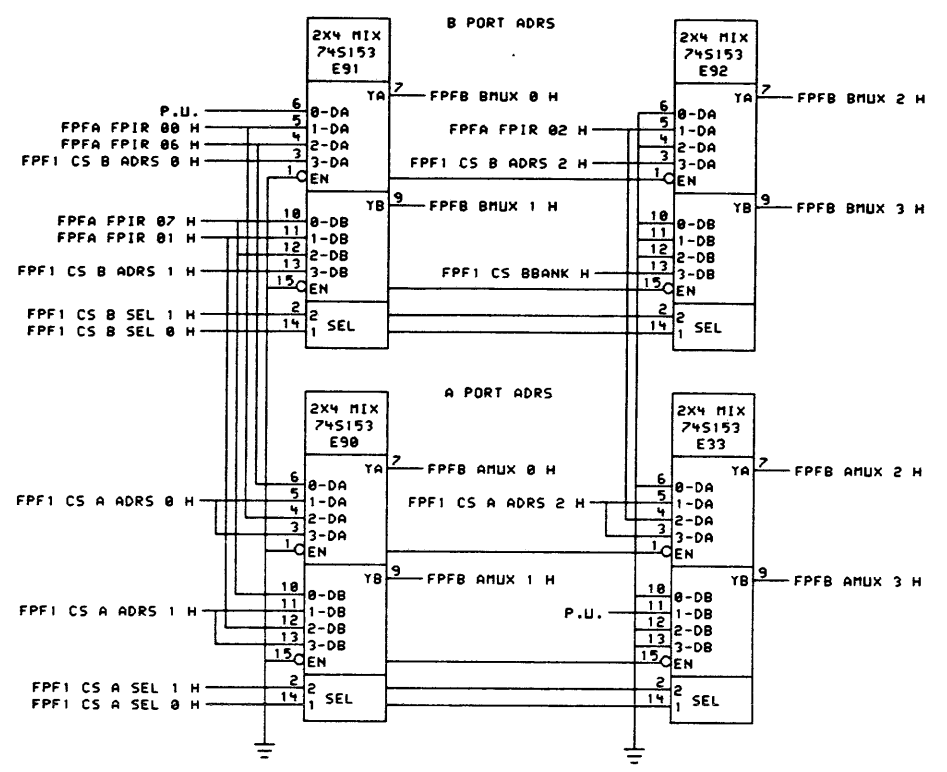 B PORT ADRS
2X4 MIX
74S153
E91
YA 7 FPFB BMUX 0 H
P.U. 6 0-DA
FPFA FPIR 00 H 5 1-DA
FPFA FPIR 06 H 4 2-DA
FPF1 CS B ADRS 0 H 3 3-DA
1 EN
YB 9 FPFB BMUX 1 H
FPFA FPIR 07 H 10 0-DB
FPFA FPIR 01 H 11 1-DB
12 2-DB
FPF1 CS B ADRS 1 H 13 3-DB
15 EN
FPF1 CS B SEL 1 H 2 2
FPF1 CS B SEL 0 H 14 1
SEL
2X4 MIX
74S153
E92
YA 7 FPFB BMUX 2 H
6 0-DA
FPFA FPIR 02 H 5 1-DA
4 2-DA
FPF1 CS B ADRS 2 H 3 3-DA
1 EN
YB 9 FPFB BMUX 3 H
10 0-DB
11 1-DB
12 2-DB
FPF1 CS BBANK H 13 3-DB
15 EN
2 2
14 1
SEL
A PORT ADRS
2X4 MIX
74S153
E90
YA 7 FPFB AMUX 0 H
6 0-DA
FPF1 CS A ADRS 0 H 5 1-DA
4 2-DA
3 3-DA
1 EN
YB 9 FPFB AMUX 1 H
10 0-DB
FPF1 CS A ADRS 1 H 11 1-DB
12 2-DB
13 3-DB
15 EN
FPF1 CS A SEL 1 H 2 2
FPF1 CS A SEL 0 H 14 1
SEL
2X4 MIX
74S153
E33
YA 7 FPFB AMUX 2 H
6 0-DA
FPF1 CS A ADRS 2 H 5 1-DA
4 2-DA
3 3-DA
1 EN
YB 9 FPFB AMUX 3 H
10 0-DB
P.U. 11 1-DB
12 2-DB
13 3-DB
15 EN
2 2
14 1
SEL